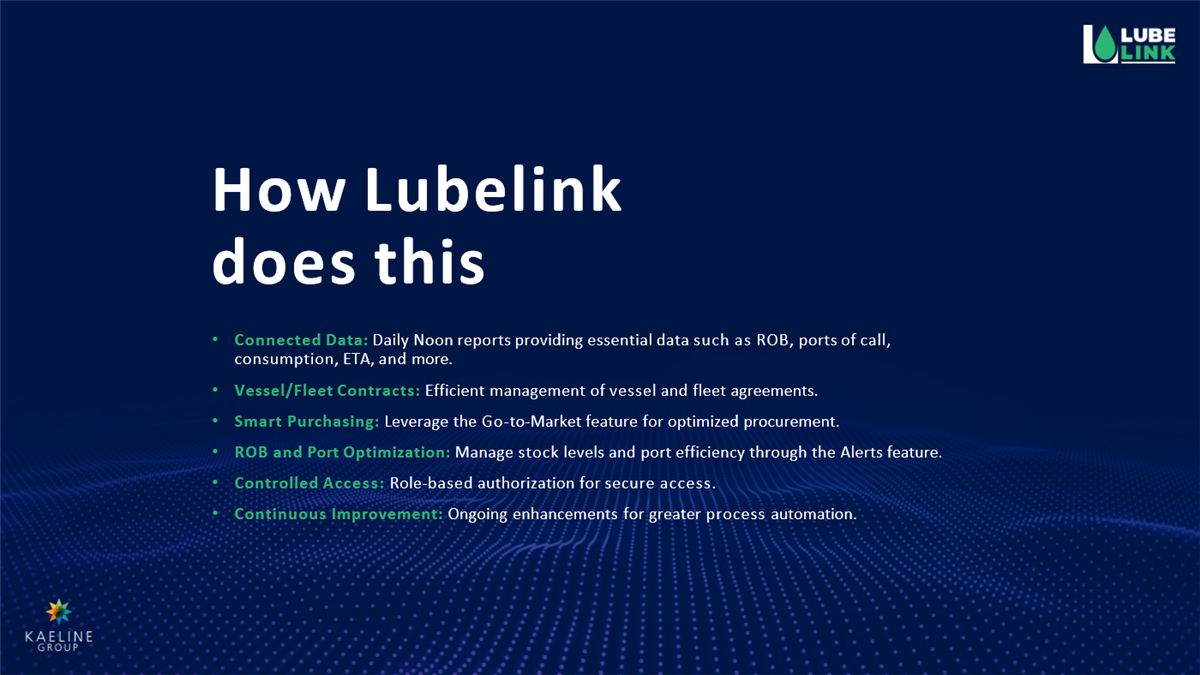 LUBE
LINK
How Lubelink
does this
• Connected Data: Daily Noon reports providing essential data such as ROB, ports of call,
consumption, ETA, and more.
• Vessel/Fleet Contracts: Efficient management of vessel and fleet agreements.
• Smart Purchasing: Leverage the Go-to-Market feature for optimized procurement.
• ROB and Port Optimization: Manage stock levels and port efficiency through the Alerts feature.
• Controlled Access: Role-based authorization for secure access.
• Continuous Improvement: Ongoing enhancements for greater process automation.
KAELINE
GROUP